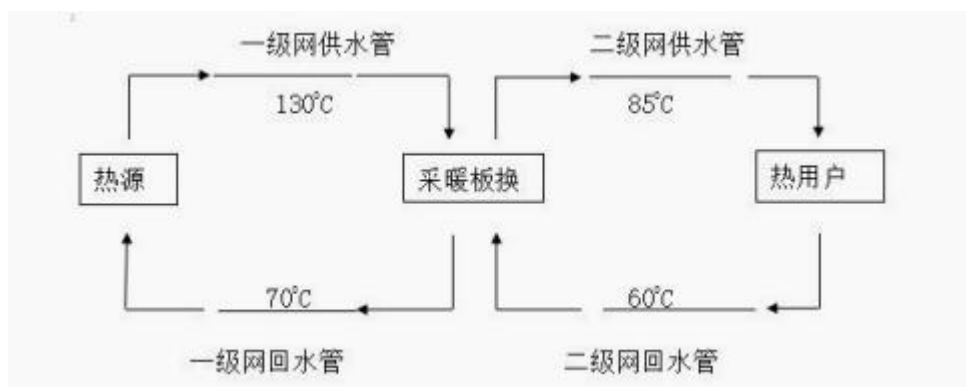 一级网供水管
二级网供水管
130°C
85°C
热源
采暖板换
热用户
70°C
60°C
一级网回水管
二级网回水管